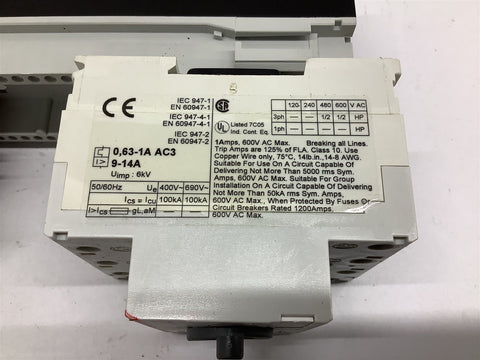 CE
IEC 947-1
EN 60947-1
IEC 947-4-1
EN 60947-4-1
IEC 947-2
EN 60947-2
0,63-1A AC3
I> 9-14A
Uimp : 6kV
50/60Hz Ue 400V~ 690V~
Ics = Icu 100kA 100kA
I>Ics gL,aM — —
SA
UL Listed 7C05
Ind. Cont. Eq.
120 240 480 600 V AC
3ph — — 1/2 1/2 HP
1ph — — — — HP
1Amps, 600V AC Max.
Trip Amps are 125% of FLA. Class 10. Use
Copper Wire only, 75°C, 14lb.in., 14-8 AWG.
Suitable For Use On A Circuit Capable Of
Delivering Not More Than 5000 rms Sym. Amps,
600V AC Max. Suitable For Group
Installation On A Circuit Capable Of Delivering
Not More Than 50kA rms Sym. Amps,
600V AC Max., When Protected By Fuses Or
Circuit Breakers Rated 1200Amps,
600V AC Max.